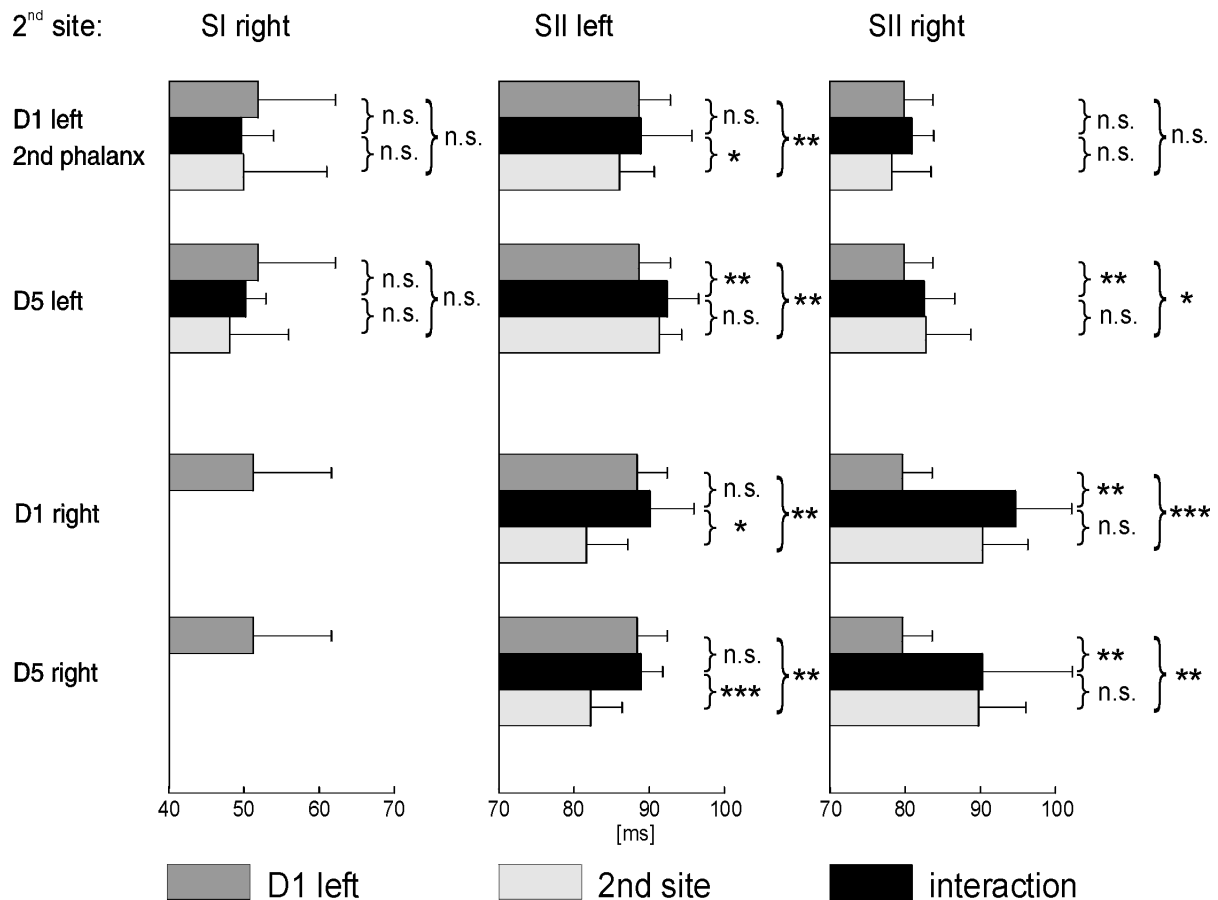 2nd site: SI right SII left SII right
D1 left
2nd phalanx
n.s. n.s. n.s.
n.s. ** n.s.
n.s. * n.s.
D5 left
n.s. ** **
n.s. ** *
n.s. n.s. n.s.
D1 right
n.s. **
** ***
* n.s.
D5 right
n.s. **
** **
*** n.s.
40 50 60 70 70 80 90 100 70 80 90 100
[ms]
D1 left 2nd site interaction